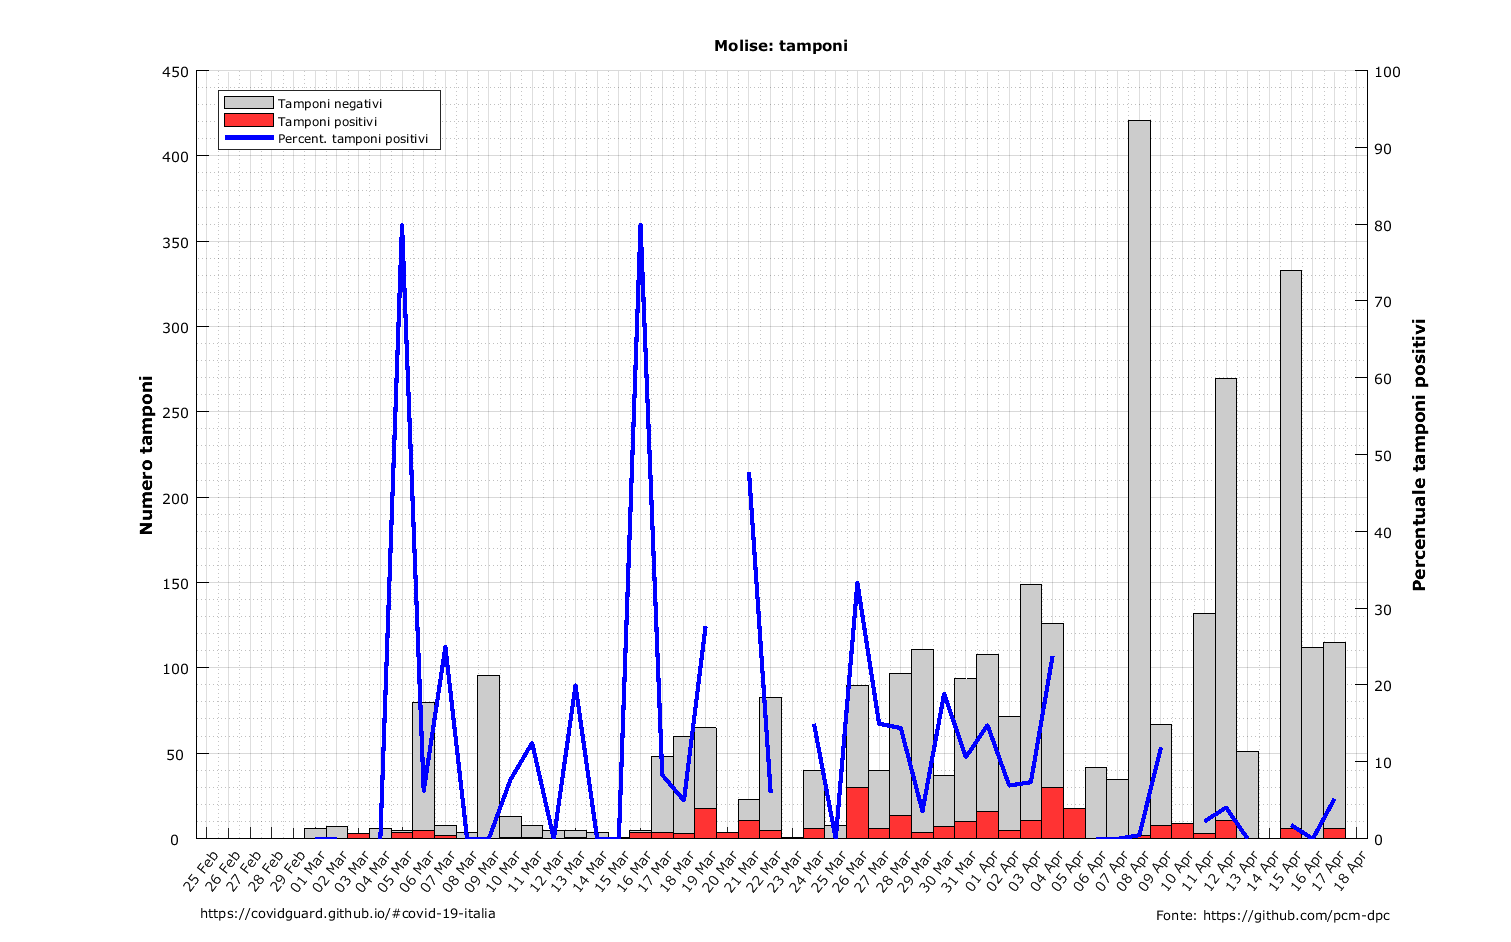 Molise: tamponi
Tamponi negativi
Tamponi positivi
Percent. tamponi positivi
Numero tamponi
450
400
350
300
250
200
150
100
50
0
100
90
80
70
60
50
40
30
20
10
0
Percentuale tamponi positivi
25 Feb
26 Feb
27 Feb
28 Feb
29 Feb
01 Mar
02 Mar
03 Mar
04 Mar
05 Mar
06 Mar
07 Mar
08 Mar
09 Mar
10 Mar
11 Mar
12 Mar
13 Mar
14 Mar
15 Mar
16 Mar
17 Mar
18 Mar
19 Mar
20 Mar
21 Mar
22 Mar
23 Mar
24 Mar
25 Mar
26 Mar
27 Mar
28 Mar
29 Mar
30 Mar
31 Mar
01 Apr
02 Apr
03 Apr
04 Apr
05 Apr
06 Apr
07 Apr
08 Apr
09 Apr
10 Apr
11 Apr
12 Apr
13 Apr
14 Apr
15 Apr
16 Apr
17 Apr
18 Apr
https://covidguard.github.io/#covid-19-italia
Fonte: https://github.com/pcm-dpc